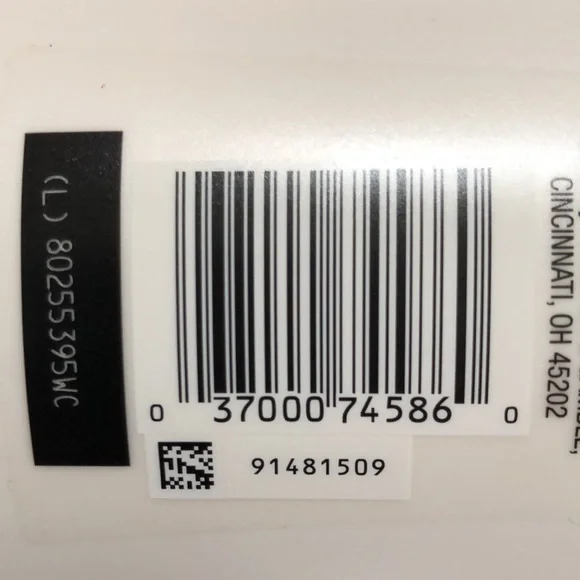 (L) 80255395WC
0 37000 74586 0
91481509
CINCINNATI, OH 45202